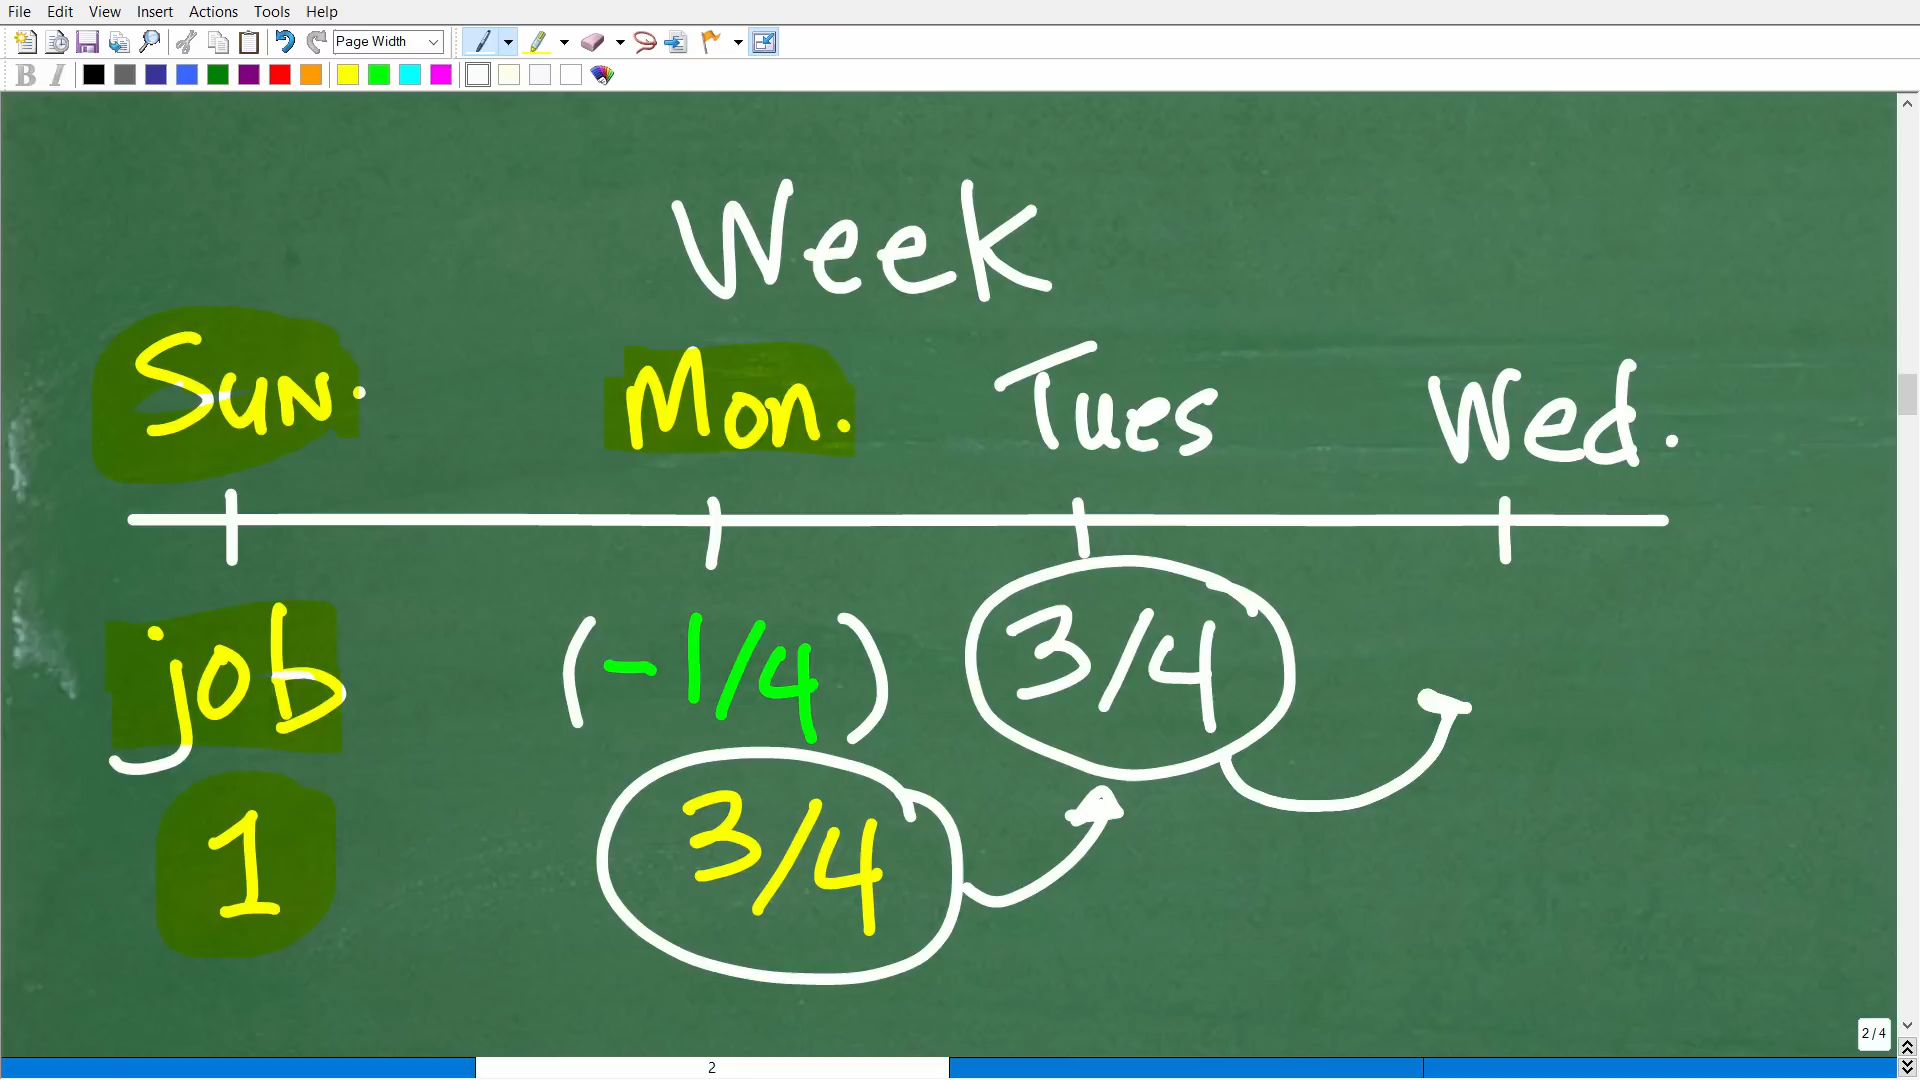 File Edit View Insert Actions Tools Help
Page Width
B I
Week
Sun. Mon. Tues Wed.
job (-1/4) 3/4
1 3/4
2 / 4
2